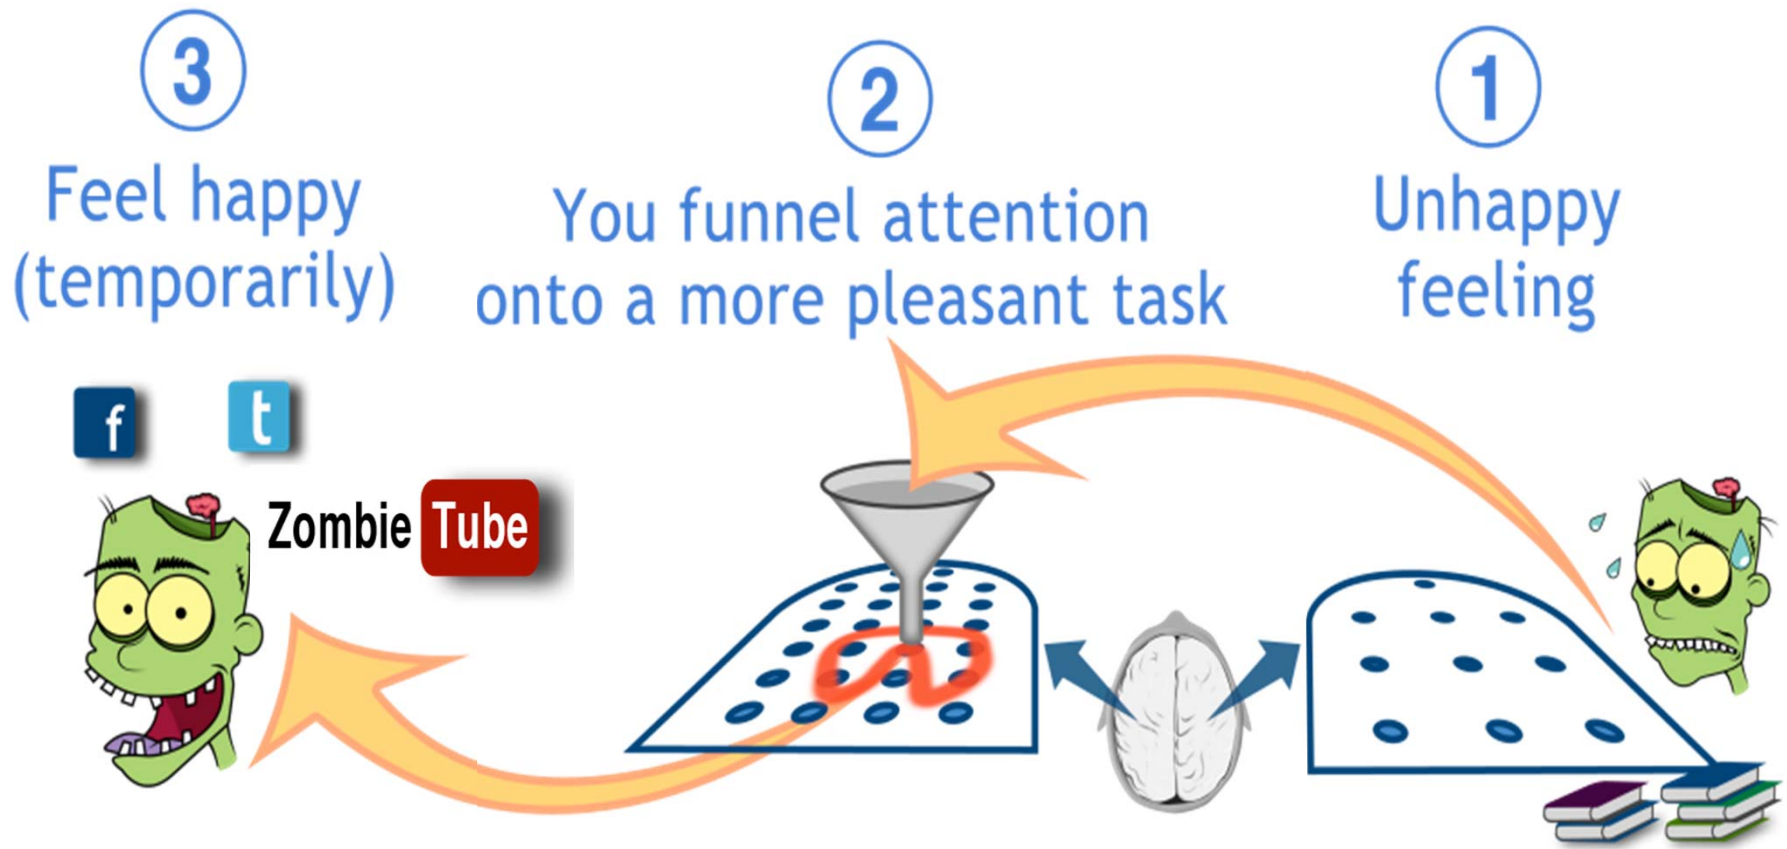 3
Feel happy
(temporarily)
2
You funnel attention
onto a more pleasant task
1
Unhappy
feeling
f
t
Zombie Tube